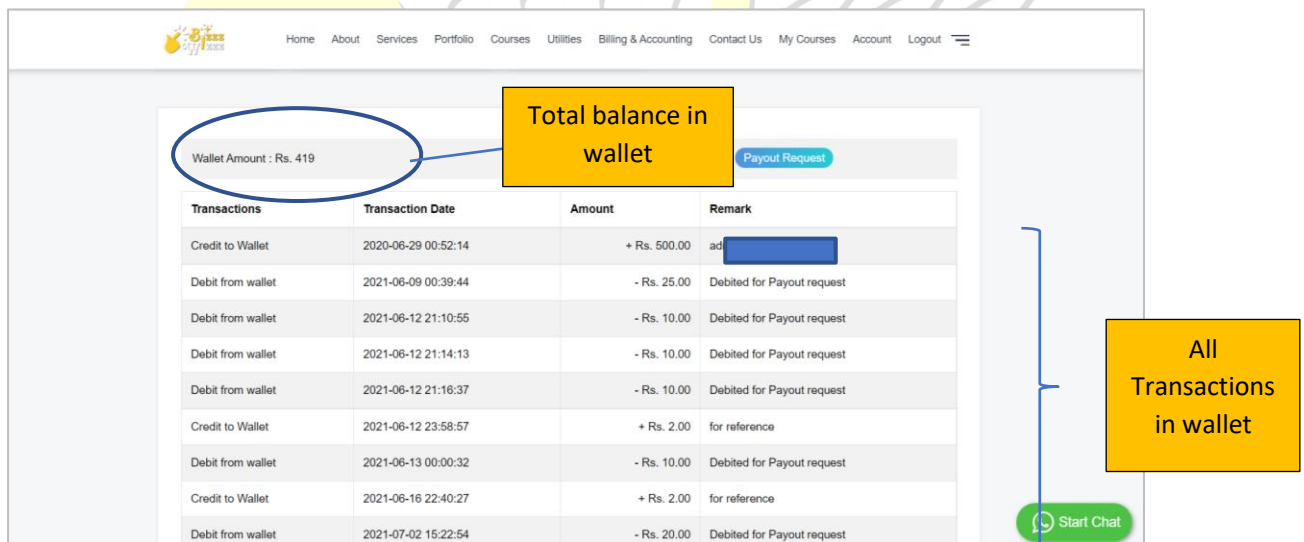 Bizzz
Home About Services Portfolio Courses Utilities Billing & Accounting Contact Us My Courses Account Logout
Total balance in
wallet
Wallet Amount : Rs. 419
Payout Request
Transactions Transaction Date Amount Remark
Credit to Wallet 2020-06-29 00:52:14 + Rs. 500.00
Debit from wallet 2021-06-09 00:39:44 - Rs. 25.00 Debited for Payout request
Debit from wallet 2021-06-12 21:10:55 - Rs. 10.00 Debited for Payout request
Debit from wallet 2021-06-12 21:14:13 - Rs. 10.00 Debited for Payout request
Debit from wallet 2021-06-12 21:16:37 - Rs. 10.00 Debited for Payout request
Credit to Wallet 2021-06-12 23:58:57 + Rs. 2.00 for reference
Debit from wallet 2021-06-13 00:00:32 - Rs. 10.00 Debited for Payout request
Credit to Wallet 2021-06-16 22:40:27 + Rs. 2.00 for reference
Debit from wallet 2021-07-02 15:22:54 - Rs. 20.00 Debited for Payout request
All
Transactions
in wallet
Start Chat